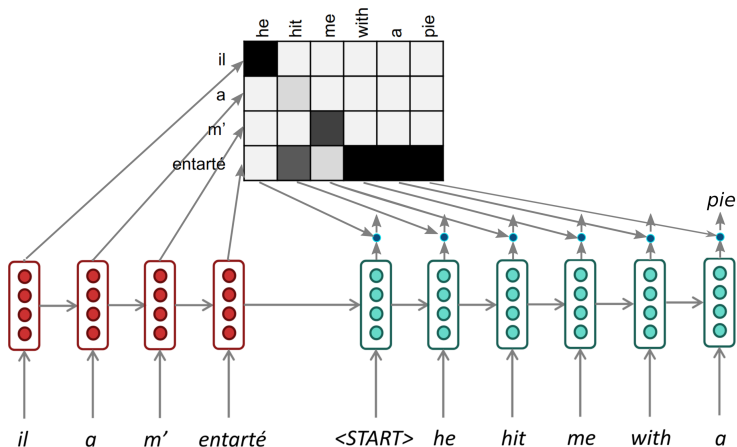 he hit me with a pie
il
a
m'
entarté
pie
il a m' entarté <START> he hit me with a